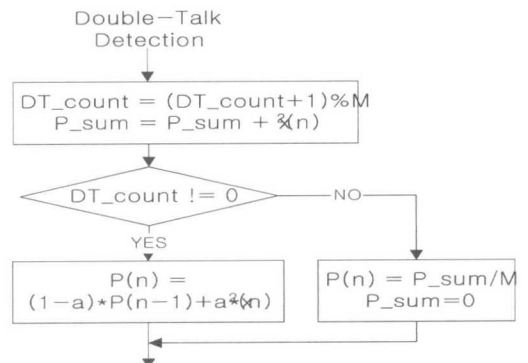 Double-Talk
Detection
DT_count = (DT_count+1)%M
P_sum = P_sum + x²(n)
DT_count != 0
NO
YES
P(n) =
(1-a)*P(n-1)+a*x²(n)
P(n) = P_sum/M
P_sum=0